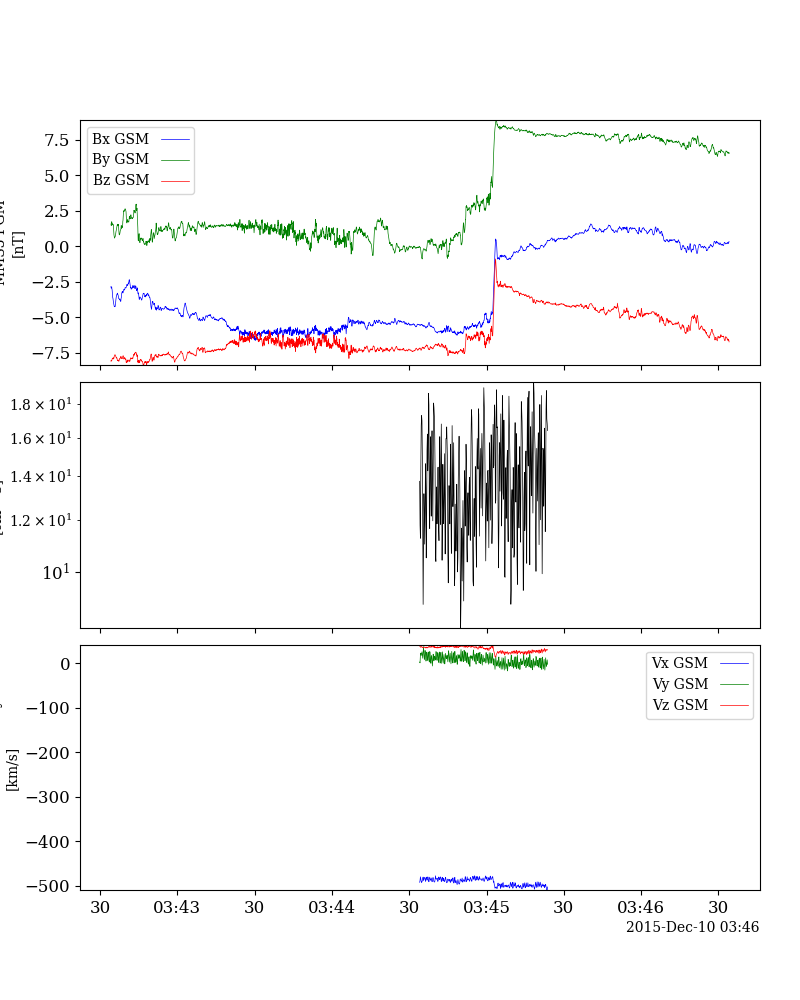 7.5
5.0
2.5
0.0
−2.5
−5.0
−7.5
[nT]
Bx GSM
By GSM
Bz GSM
1.8 × 10¹
1.6 × 10¹
1.4 × 10¹
1.2 × 10¹
10¹
0
−100
−200
−300
−400
−500
[km/s]
Vx GSM
Vy GSM
Vz GSM
30 03:43 30 03:44 30 03:45 30 03:46 30
2015-Dec-10 03:46